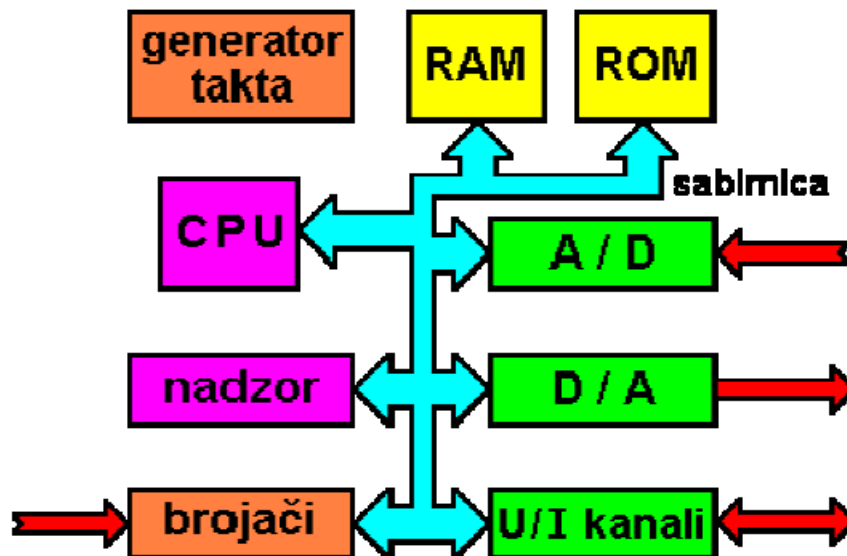 generator
takta
RAM
ROM
sabirnica
CPU
A / D
nadzor
D / A
brojači
U/I kanali